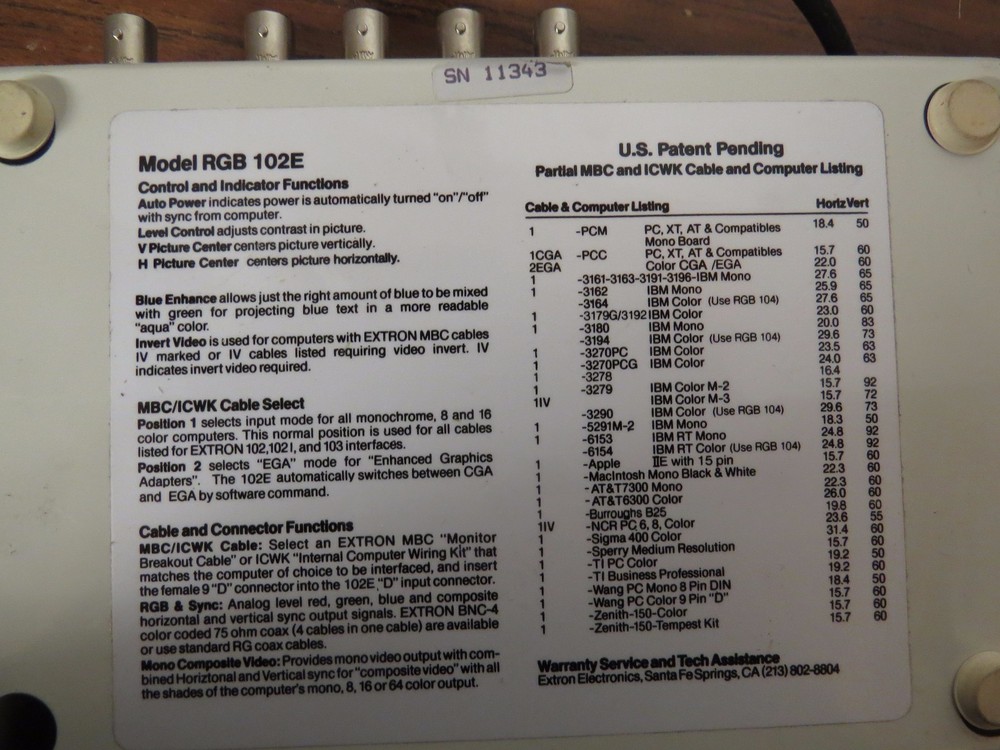 SN 11343
Model RGB 102E
Control and Indicator Functions
Auto Power indicates power is automatically turned "on"/"off"
with sync from computer.
Level Control adjusts contrast in picture.
V Picture Center centers picture vertically.
H Picture Center centers picture horizontally.
Blue Enhance allows just the right amount of blue to be mixed
with green for projecting blue text in a more readable
"aqua" color.
Invert Video is used for computers with EXTRON MBC cables
IV marked or IV cables listed requiring video invert. IV
indicates invert video required.
MBC/ICWK Cable Select
Position 1 selects input mode for all monochrome, 8 and 16
color computers. This normal position is used for all cables
listed for EXTRON 102,102 I, and 103 interfaces.
Position 2 selects "EGA" mode for "Enhanced Graphics
Adapters". The 102E automatically switches between CGA
and EGA by software command.
Cable and Connector Functions
MBC/ICWK Cable: Select an EXTRON MBC "Monitor
Breakout Cable" or ICWK "Internal Computer Wiring Kit" that
matches the computer of choice to be interfaced, and insert
the female 9 "D" connector into the 102E "D" input connector.
RGB & Sync: Analog level red, green, blue and composite
horizontal and vertical sync output signals. EXTRON BNC-4
color coded 75 ohm coax (4 cables in one cable) are available
or use standard RG coax cables.
Mono Composite Video: Provides mono video output with com-
bined Horiztonal and Vertical sync for "composite video" with all
the shades of the computer's mono, 8, 16 or 64 color output.
U.S. Patent Pending
Partial MBC and ICWK Cable and Computer Listing
Cable & Computer Listing Horiz Vert
1 -PCM PC, XT, AT & Compatibles 18.4 50
Mono Board
1CGA -PCC PC, XT, AT & Compatibles 15.7 60
2EGA Color CGA /EGA 22.0 60
1 -3161-3163-3191-3196-IBM Mono 27.6 65
1 -3162 IBM Mono 25.9 65
-3164 IBM Color (Use RGB 104) 27.6 65
1 -3179G/3192 IBM Color 23.0 60
1 -3180 IBM Mono 20.0 83
-3194 IBM Color (Use RGB 104) 29.6 73
1 -3270PC IBM Color 23.5 63
1 -3270PCG IBM Color 24.0 63
1 -3278 16.4
1 -3279 IBM Color M-2 15.7 92
1IV IBM Color M-3 15.7 72
-3290 IBM Color (Use RGB 104) 29.6 73
1 -5291M-2 IBM Mono 18.3 50
1 -6153 IBM RT Mono 24.8 92
-6154 IBM RT Color (Use RGB 104) 24.8 92
1 -Apple IIE with 15 pin 15.7 60
1 -MacIntosh Mono Black & White 22.3 60
1 -AT&T7300 Mono 22.3 60
1 -AT&T6300 Color 26.0 60
1 -Burroughs B25 19.8 60
1IV -NCR PC 6, 8, Color 23.6 55
1 -Sigma 400 Color 31.4 60
1 -Sperry Medium Resolution 15.7 60
1 -TI PC Color 19.2 50
1 -TI Business Professional 19.2 60
1 -Wang PC Mono 8 Pin DIN 18.4 50
1 -Wang PC Color 9 Pin "D" 15.7 60
1 -Zenith-150-Color 15.7 60
1 -Zenith-150-Tempest Kit 15.7 60
Warranty Service and Tech Assistance
Extron Electronics, Santa Fe Springs, CA (213) 802-8804